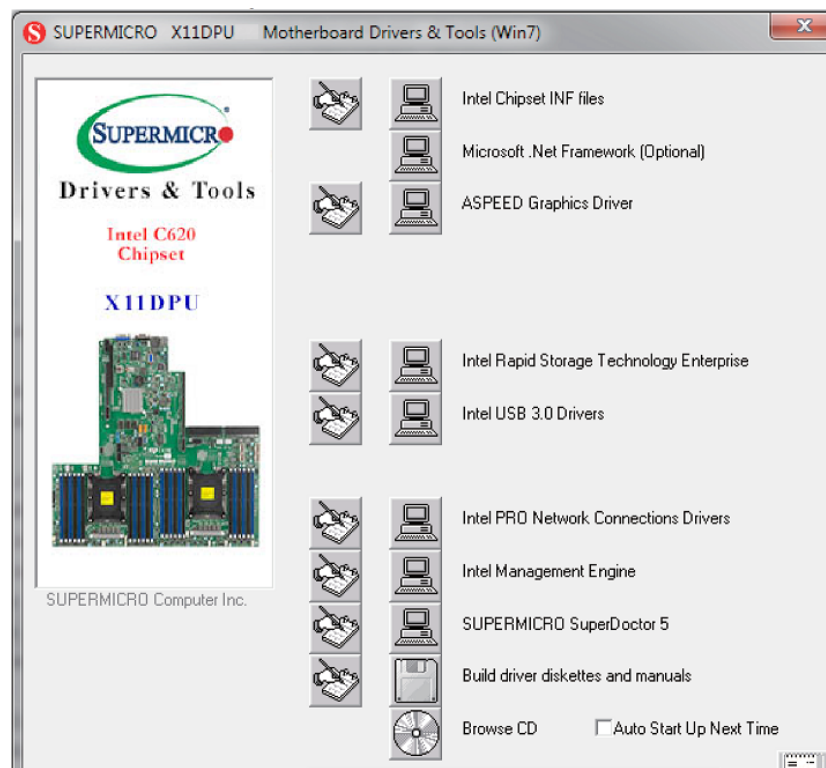 SUPERMICRO X11DPU Motherboard Drivers & Tools (Win7)
SUPERMICR
Drivers & Tools
Intel C620
Chipset
X11DPU
SUPERMICRO Computer Inc.
Intel Chipset INF files
Microsoft .Net Framework (Optional)
ASPEED Graphics Driver
Intel Rapid Storage Technology Enterprise
Intel USB 3.0 Drivers
Intel PRO Network Connections Drivers
Intel Management Engine
SUPERMICRO SuperDoctor 5
Build driver diskettes and manuals
Browse CD Auto Start Up Next Time